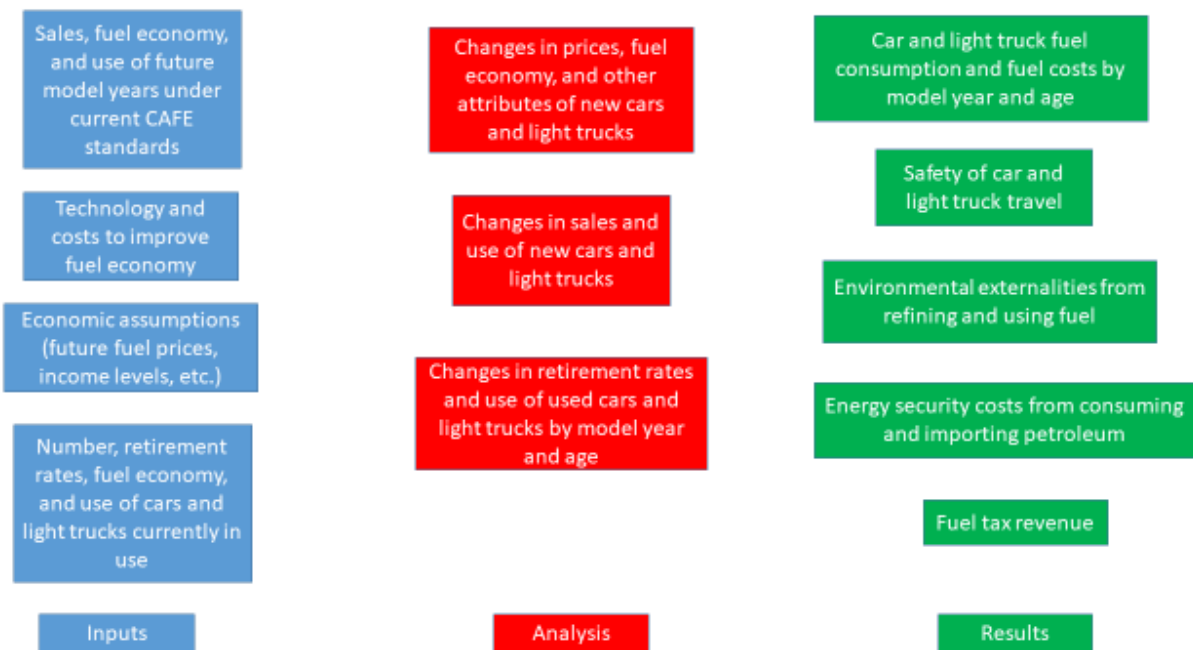 Sales, fuel economy,
and use of future
model years under
current CAFE
standards
Technology and
costs to improve
fuel economy
Economic assumptions
(future fuel prices,
income levels, etc.)
Number, retirement
rates, fuel economy,
and use of cars and
light trucks currently in
use
Inputs
Changes in prices, fuel
economy, and other
attributes of new cars
and light trucks
Changes in sales and
use of new cars and
light trucks
Changes in retirement rates
and use of used cars and
light trucks by model year
and age
Analysis
Car and light truck fuel
consumption and fuel costs by
model year and age
Safety of car and
light truck travel
Environmental externalities from
refining and using fuel
Energy security costs from consuming
and importing petroleum
Fuel tax revenue
Results